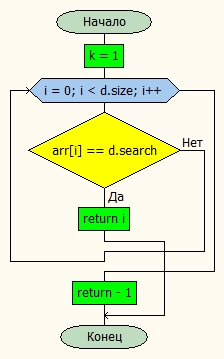 Начало
k = 1
i = 0; i < d.size; i++
arr[i] == d.search
Нет
Да
return i
return - 1
Конец